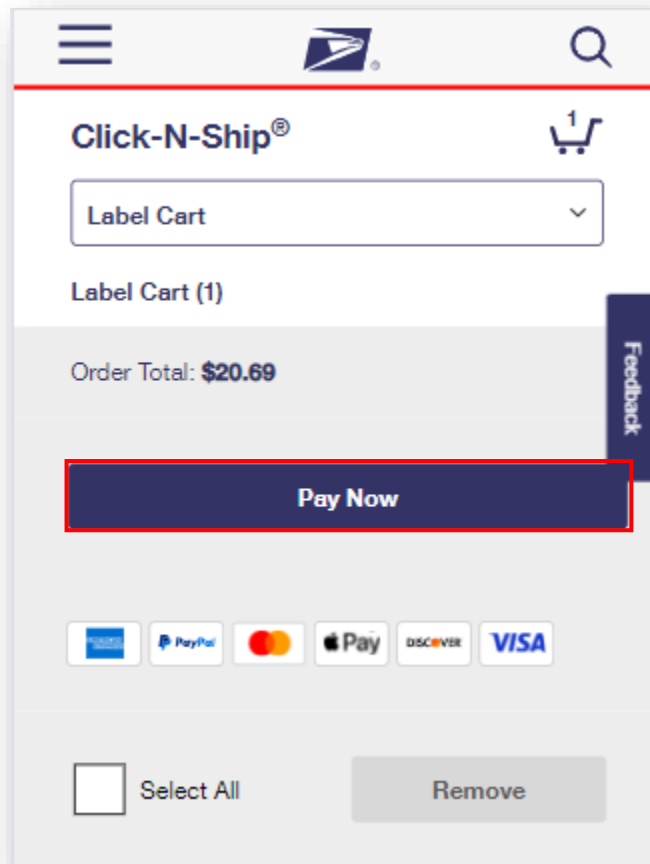 Click-N-Ship®
1
Label Cart
Label Cart (1)
Order Total: $20.69
Feedback
Pay Now
PayPal
Pay
DISCOVER
VISA
Select All
Remove